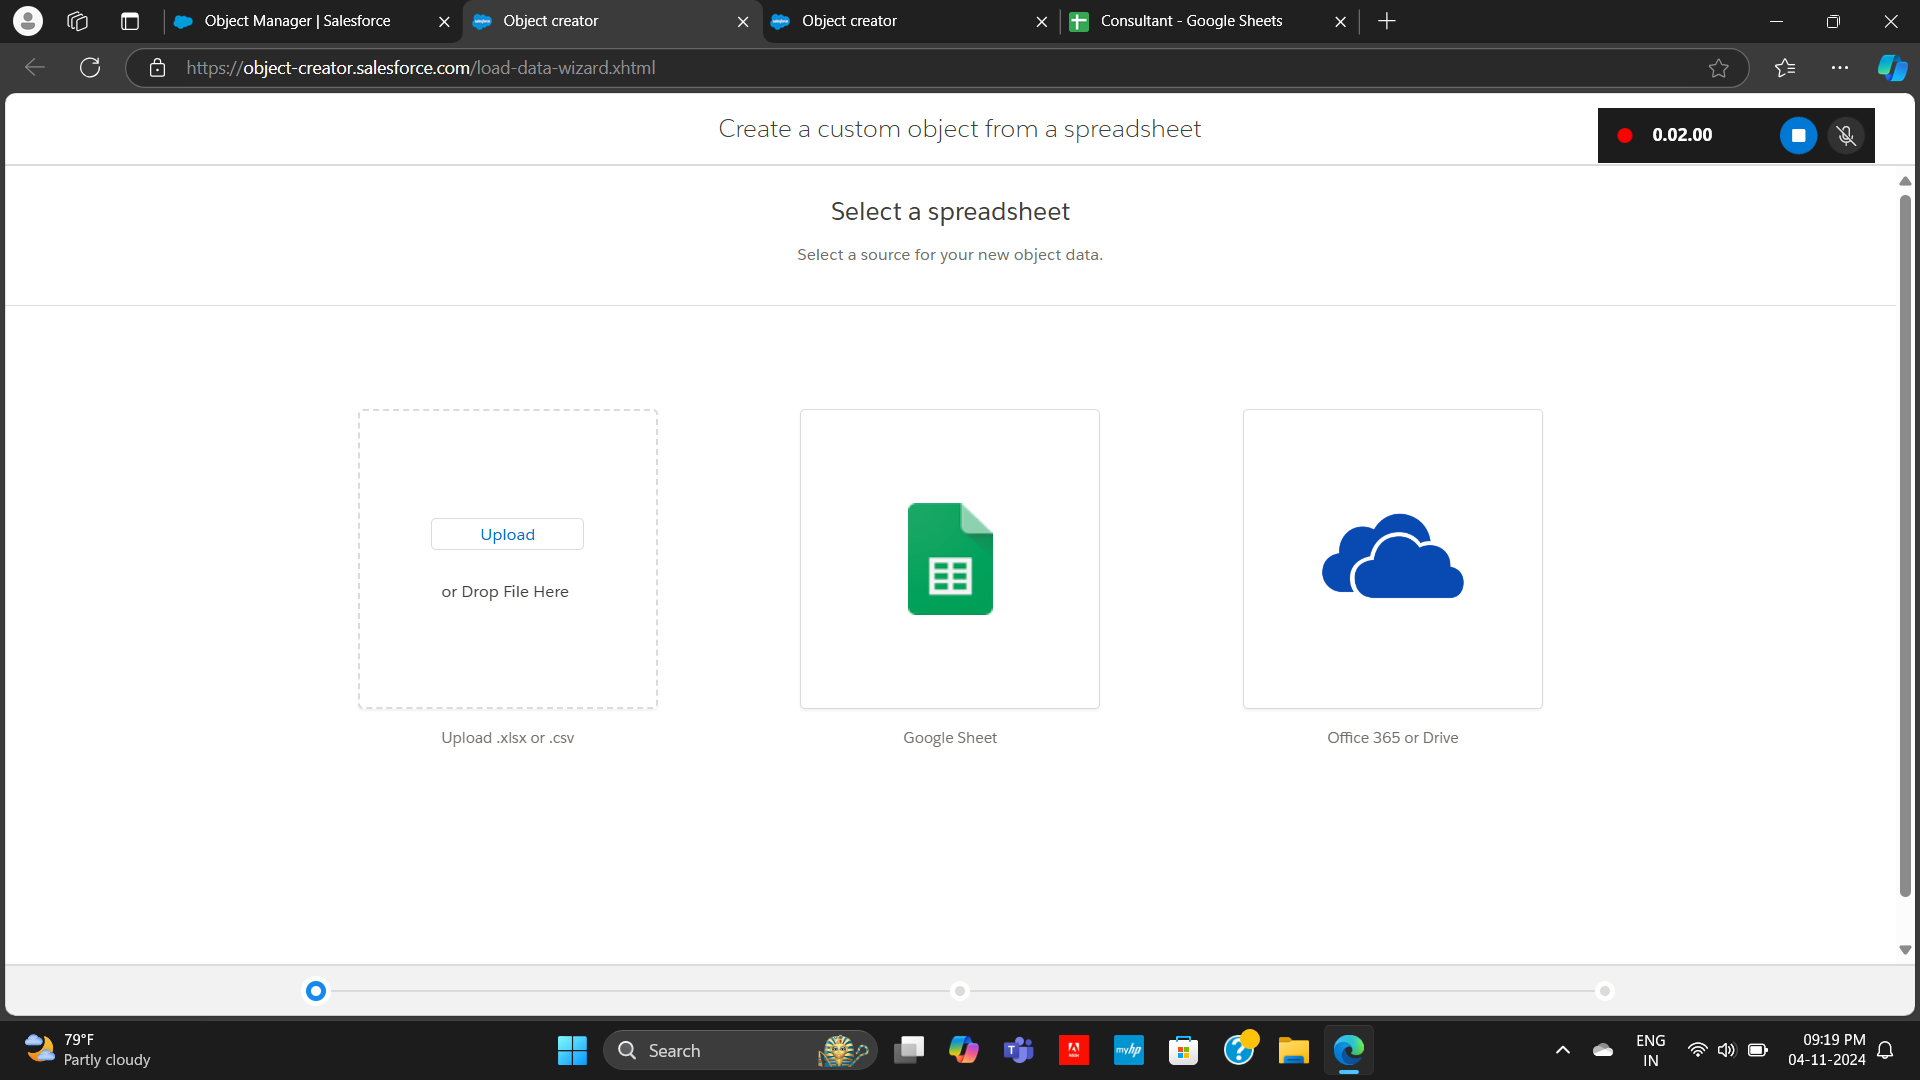 Object Manager | Salesforce
Object creator
Object creator
Consultant - Google Sheets
https://object-creator.salesforce.com/load-data-wizard.xhtml
Create a custom object from a spreadsheet
0.02.00
Select a spreadsheet
Select a source for your new object data.
Upload
or Drop File Here
Upload .xlsx or .csv
Google Sheet
Office 365 or Drive
79°F
Partly cloudy
Search
myhp
ENG
IN
09:19 PM
04-11-2024